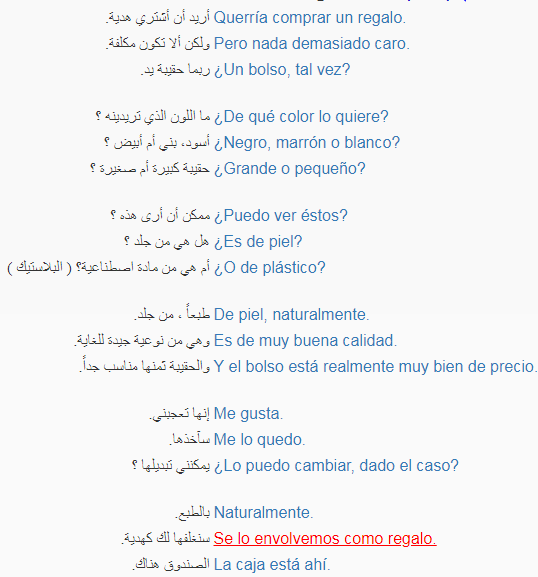 أريد أن أشتري هدية. Querría comprar un regalo.
ولكن ألا تكون مكلفة. Pero nada demasiado caro.
ربما حقيبة يد. ¿Un bolso, tal vez?
ما اللون الذي تريدينه ؟ ¿De qué color lo quiere?
أسود، بني أم أبيض ؟ ¿Negro, marrón o blanco?
حقيبة كبيرة أم صغيرة ؟ ¿Grande o pequeño?
ممكن أن أرى هذه ؟ ¿Puedo ver éstos?
هل هي من جلد ؟ ¿Es de piel?
أم هي من مادة اصطناعية؟ ( البلاستيك ) ¿O de plástico?
طبعاً ، من جلد. De piel, naturalmente.
وهي من نوعية جيدة للغاية. Es de muy buena calidad.
والحقيبة ثمنها مناسب جداً. Y el bolso está realmente muy bien de precio.
إنها تعجبني. Me gusta.
سآخذها. Me lo quedo.
يمكنني تبديلها ؟ ¿Lo puedo cambiar, dado el caso?
بالطبع. Naturalmente.
سنغلفها لك كهدية. Se lo envolvemos como regalo.
الصندوق هناك. La caja está ahí.